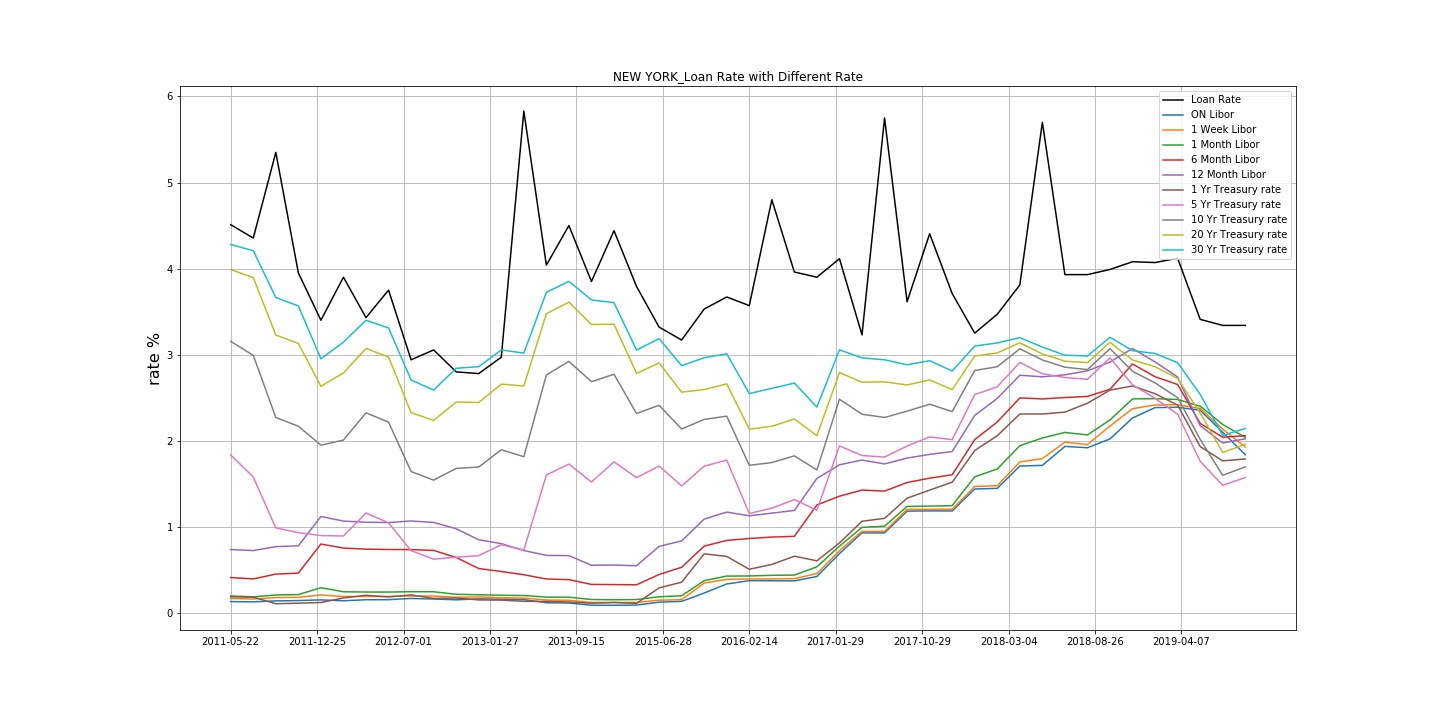 NEW YORK_Loan Rate with Different Rate
6
5
4
3
2
1
0
rate %
Loan Rate
ON Libor
1 Week Libor
1 Month Libor
6 Month Libor
12 Month Libor
1 Yr Treasury rate
5 Yr Treasury rate
10 Yr Treasury rate
20 Yr Treasury rate
30 Yr Treasury rate
2011-05-22 2011-12-25 2012-07-01 2013-01-27 2013-09-15 2015-06-28 2016-02-14 2017-01-29 2017-10-29 2018-03-04 2018-08-26 2019-04-07